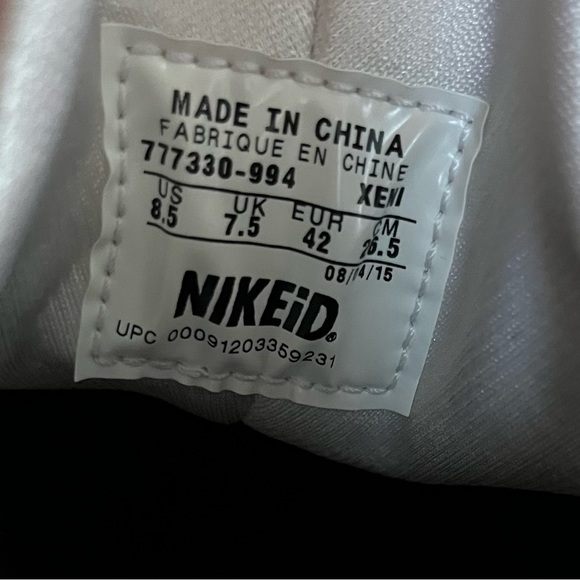 MADE IN CHINA
FABRIQUE EN CHINE
777330-994
US UK EUR CM
8.5 7.5 42 26.5
NIKEiD.
UPC 00091203359231